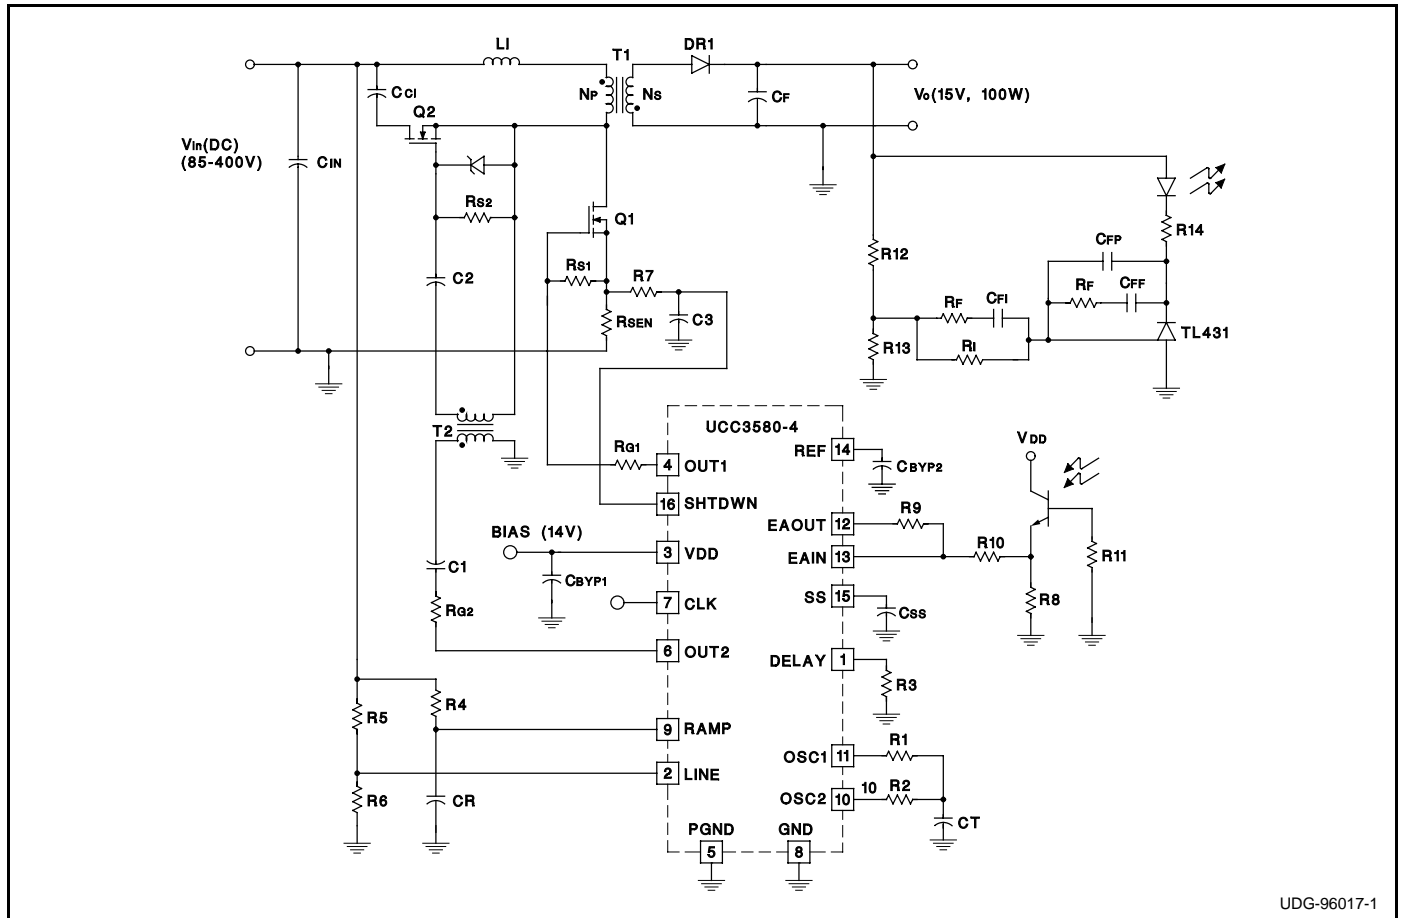 LI
T1
DR1
CCI
NP
NS
CF
Vo(15V, 100W)
Q2
Vin(DC)
(85-400V)
CIN
RS2
Q1
R12
R14
CFP
RF
CFF
C2
RS1
R7
RSEN
C3
RF
CFI
TL431
R13
RI
T2
UCC3580-4
VDD
RG1
4
OUT1
REF
14
CBYP2
16
SHTDWN
EAOUT
12
R9
BIAS (14V)
3
VDD
EAIN
13
R10
R11
C1
CBYP1
7
CLK
SS
15
CSS
R8
RG2
6
OUT2
DELAY
1
R3
R4
R5
9
RAMP
OSC1
11
R1
2
LINE
OSC2
10
10
R2
R6
CR
CT
PGND
GND
5
8
UDG-96017-1